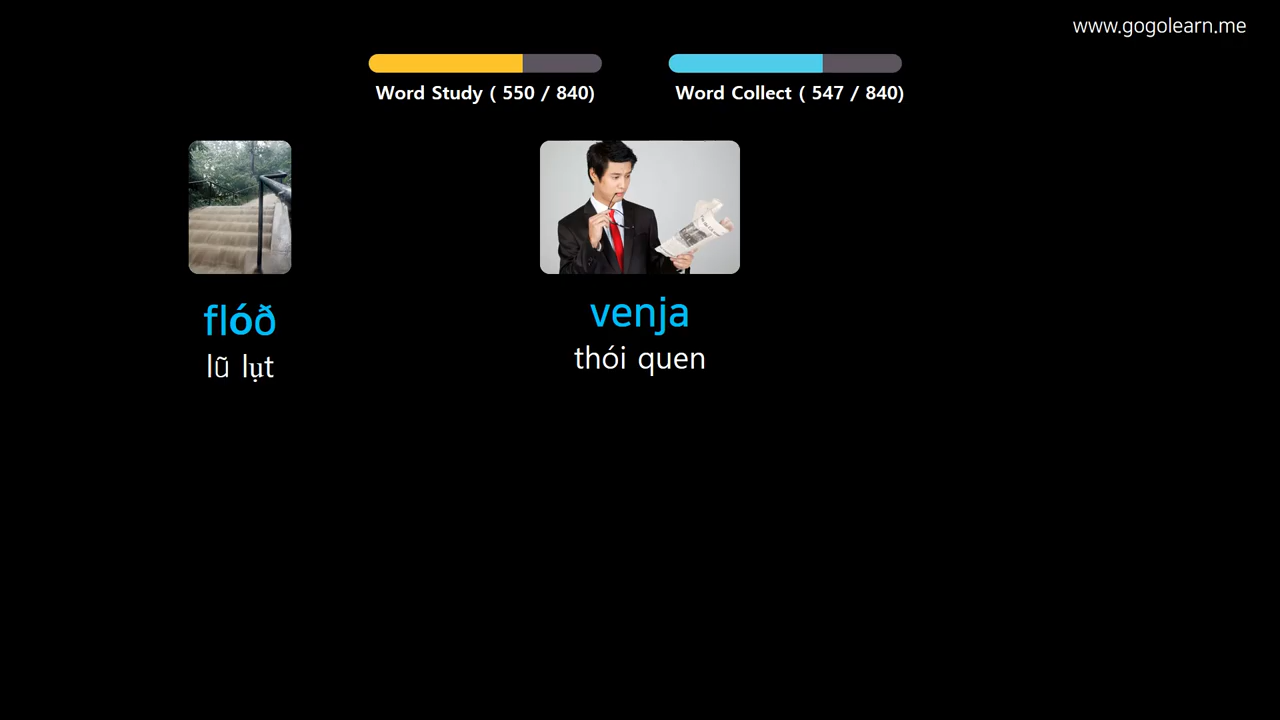 www.gogolearn.me
Word Study ( 550 / 840)
Word Collect ( 547 / 840)
flóð
lũ lụt
venja
thói quen